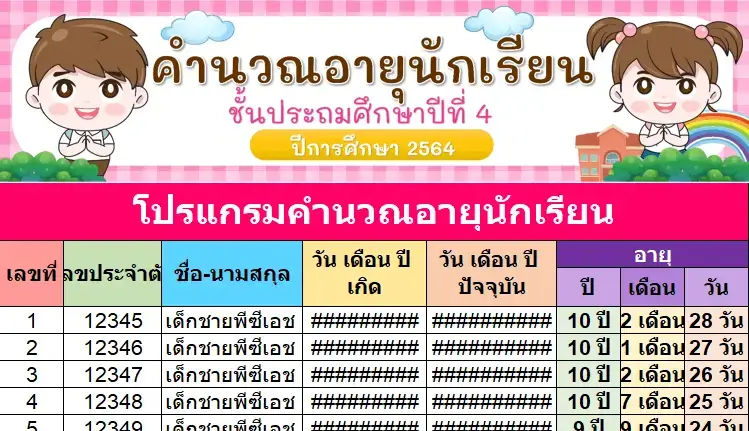 คำนวณอายุนักเรียน
ชั้นประถมศึกษาปีที่ 4
ปีการศึกษา 2564
โปรแกรมคำนวณอายุนักเรียน
เลขที่ ลขประจำตั ชื่อ-นามสกุล วัน เดือน ปี เกิด วัน เดือน ปี ปัจจุบัน อายุ
ปี เดือน วัน
1 12345 เด็กชายพีซีเอช ######### ########## 10 ปี 2 เดือน 28 วัน
2 12346 เด็กชายพีซีเอช ######### ########## 10 ปี 1 เดือน 27 วัน
3 12347 เด็กชายพีซีเอช ######### ########## 10 ปี 2 เดือน 26 วัน
4 12348 เด็กชายพีซีเอช ######### ########## 10 ปี 7 เดือน 25 วัน
5 12349 เด็กชายพีซีเอช ######### ########## 9 ปี 9 เดือน 24 วัน